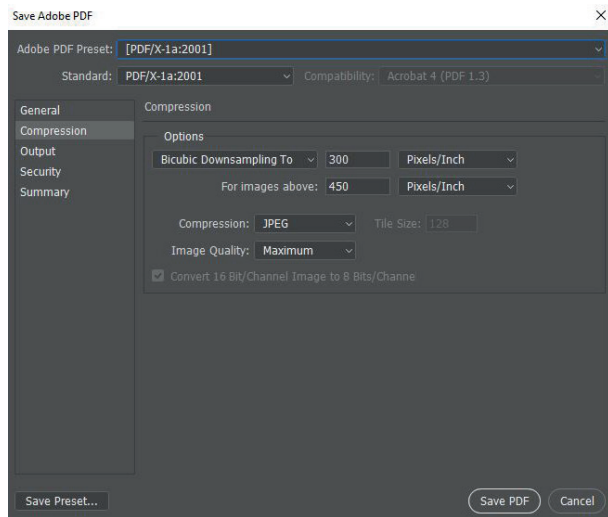 Save Adobe PDF
Adobe PDF Preset: [PDF/X-1a:2001]
Standard: PDF/X-1a:2001 Compatibility: Acrobat 4 (PDF 1.3)
General
Compression
Output
Security
Summary
Compression
Options
Bicubic Downsampling To 300 Pixels/Inch
For images above: 450 Pixels/Inch
Compression: JPEG Tile Size: 128
Image Quality: Maximum
Convert 16 Bit/Channel Image to 8 Bits/Channe
Save Preset... Save PDF Cancel